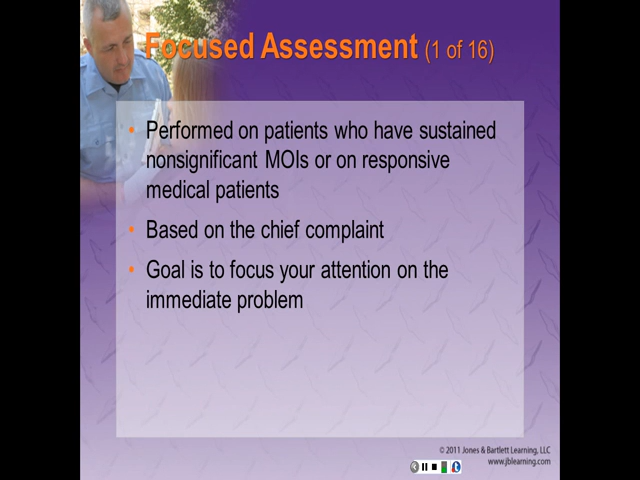 Focused Assessment (1 of 16)
• Performed on patients who have sustained
nonsignificant MOIs or on responsive
medical patients
• Based on the chief complaint
• Goal is to focus your attention on the
immediate problem
© 2011 Jones & Bartlett Learning, LLC
www.jblearning.com